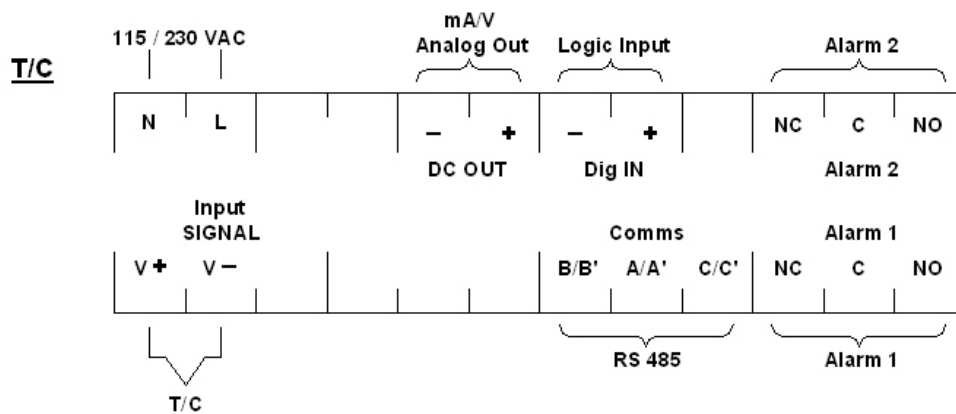 mA/V
115 / 230 VAC Analog Out Logic Input Alarm 2
T/C
N L − + − + NC C NO
DC OUT Dig IN Alarm 2
Input
SIGNAL Comms Alarm 1
V + V − B/B' A/A' C/C' NC C NO
RS 485 Alarm 1
T/C